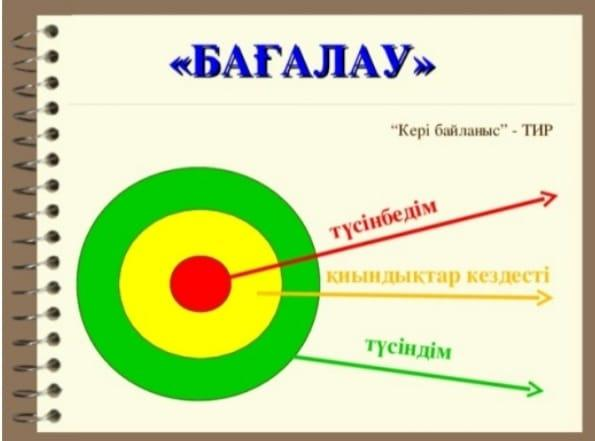 «БАҒАЛАУ»
“Кері байланыс” - ТИР
түсінбедім
қиындықтар кездесті
түсіндім